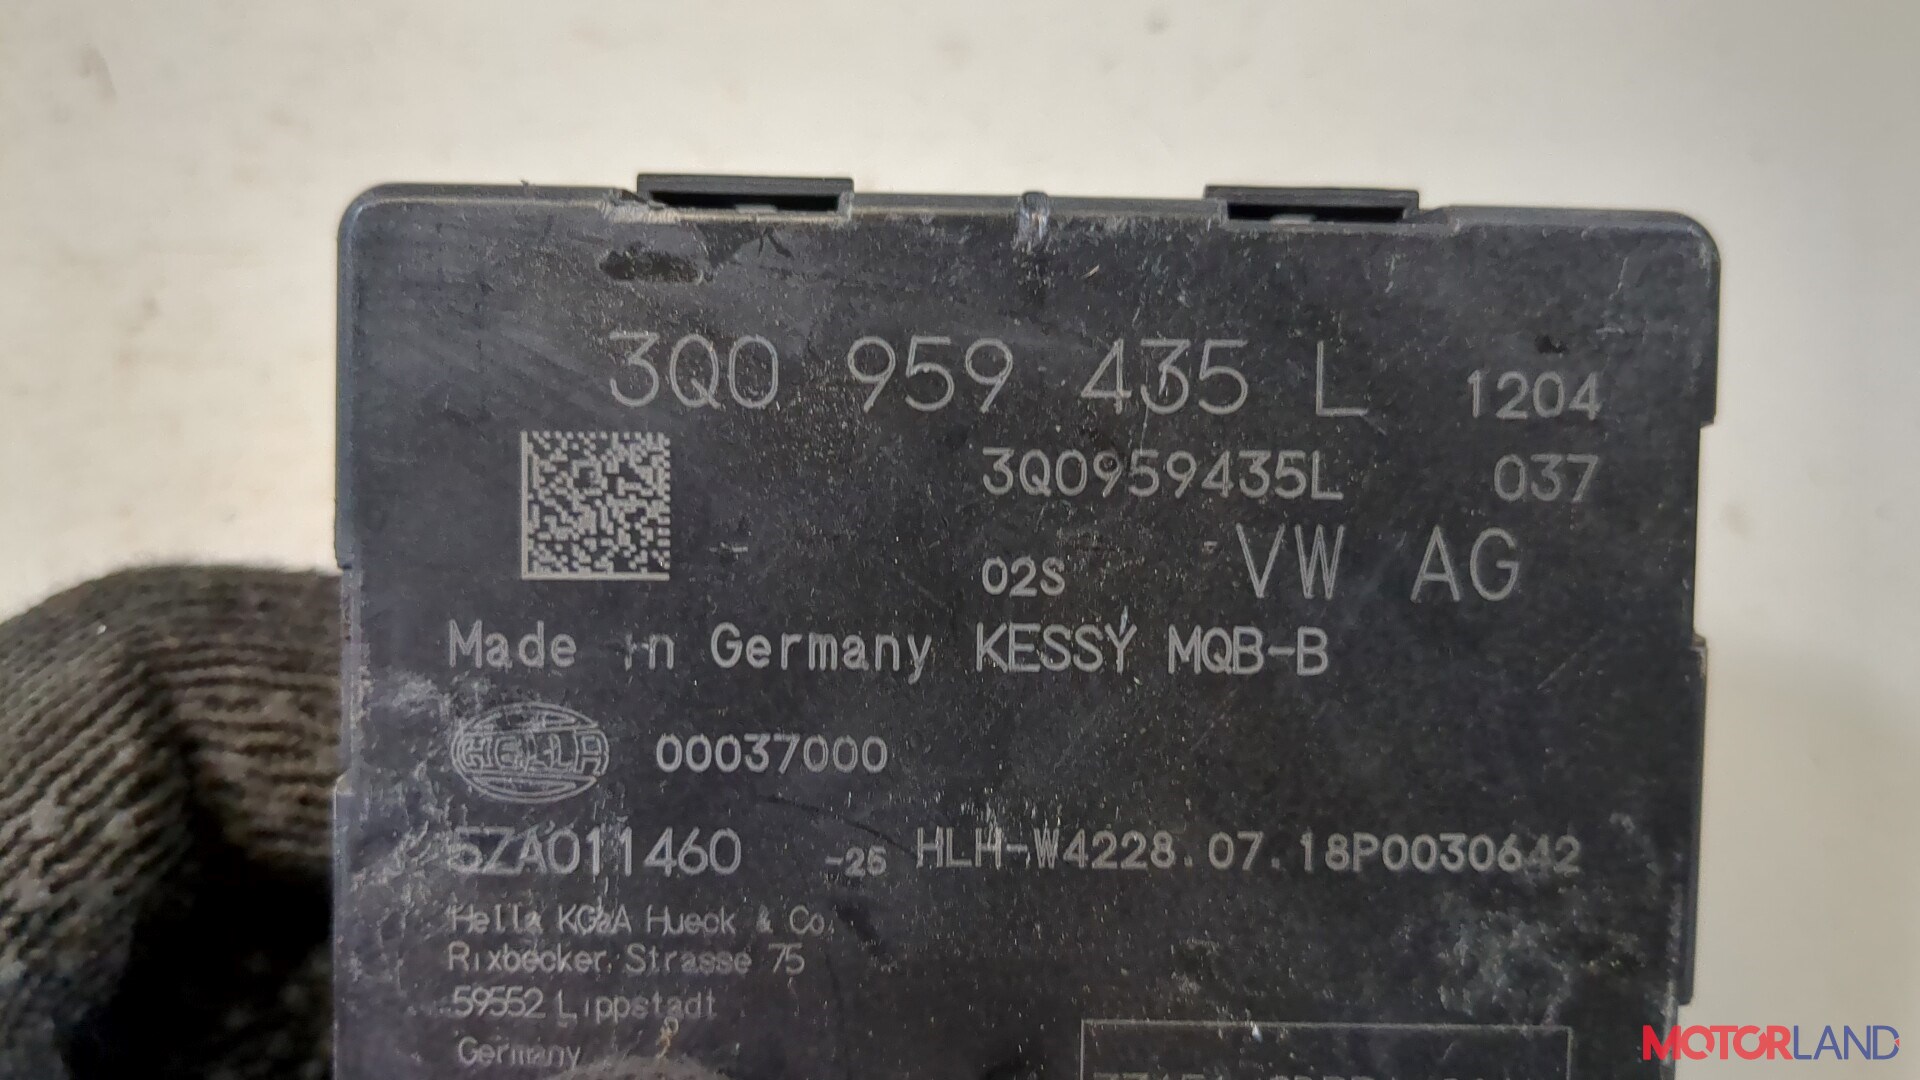 3Q0 959 435 L 1204
3Q0959435L 037
02S VW AG
Made in Germany KESSY MQB-B
HELLA 00037000
5ZA011460 -26 HLH-W4228.07.18P0030642
Hella KGaA Hueck & Co.
Rixbecker Strasse 75
59552 Lippstadt
Germany
MOTORLAND